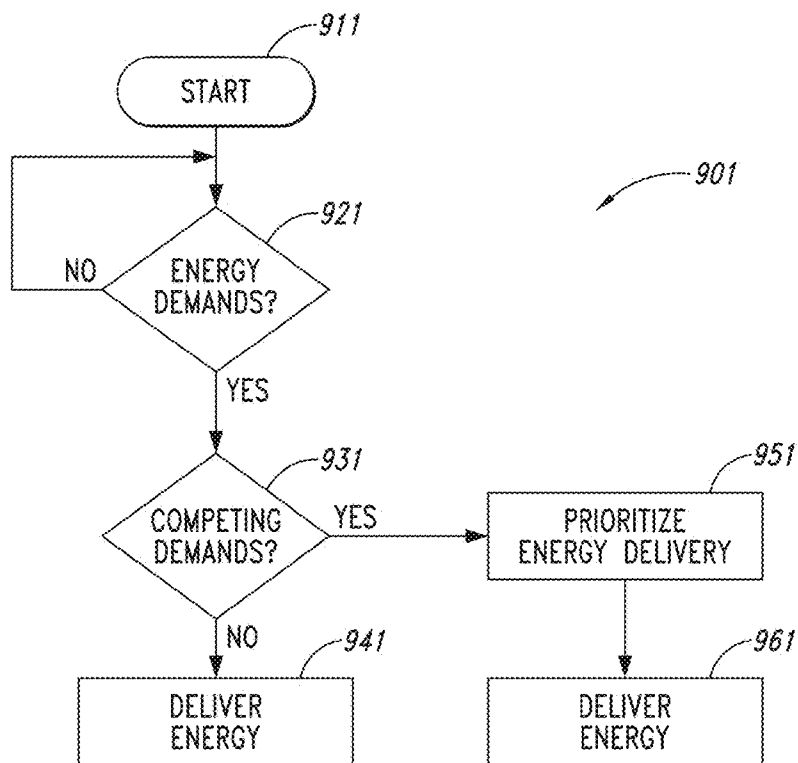 911
START
901
921
NO
ENERGY
DEMANDS?
YES
931
COMPETING
DEMANDS?
YES
951
PRIORITIZE
ENERGY DELIVERY
NO
941
DELIVER
ENERGY
961
DELIVER
ENERGY